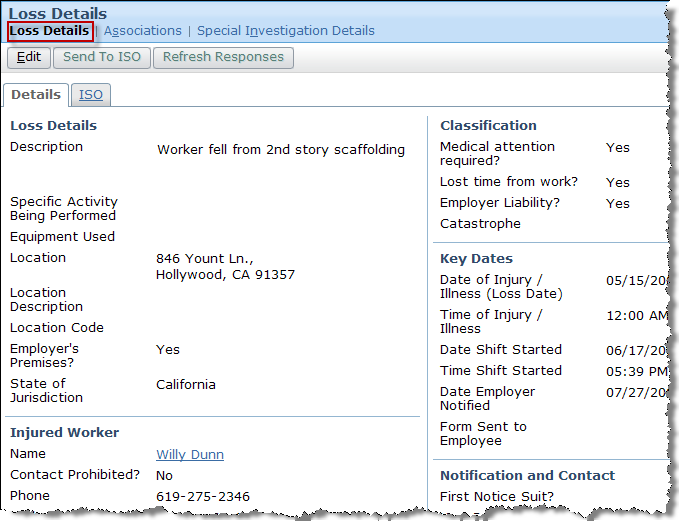 Loss Details
Loss Details | Associations | Special Investigation Details
Edit Send To ISO Refresh Responses
Details ISO
Loss Details
Description Worker fell from 2nd story scaffolding
Specific Activity
Being Performed
Equipment Used
Location 846 Yount Ln.,
Hollywood, CA 91357
Location
Description
Location Code
Employer's Yes
Premises?
State of California
Jurisdiction
Injured Worker
Name Willy Dunn
Contact Prohibited? No
Phone 619-275-2346
Classification
Medical attention Yes
required?
Lost time from work? Yes
Employer Liability? Yes
Catastrophe
Key Dates
Date of Injury / 05/15/20
Illness (Loss Date)
Time of Injury / 12:00 AM
Illness
Date Shift Started 06/17/20
Time Shift Started 05:39 PM
Date Employer 07/27/20
Notified
Form Sent to
Employee
Notification and Contact
First Notice Suit?